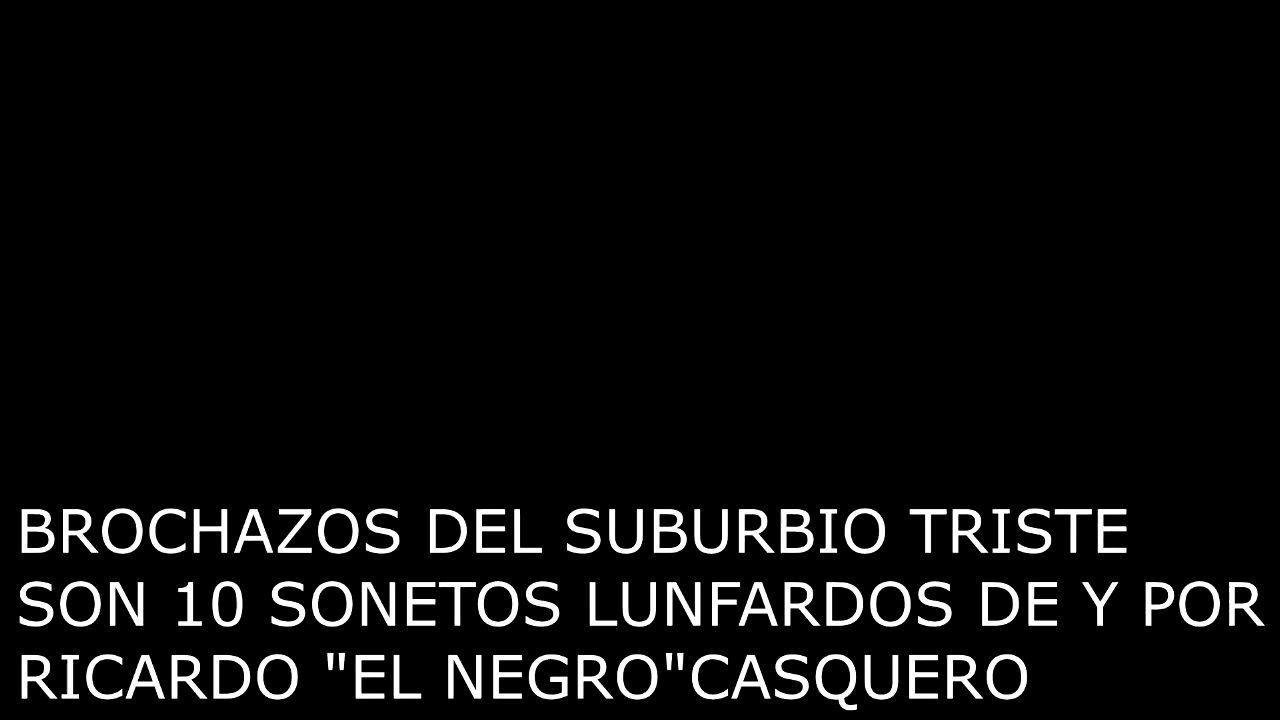 BROCHAZOS DEL SUBURBIO TRISTE
SON 10 SONETOS LUNFARDOS DE Y POR
RICARDO "EL NEGRO"CASQUERO